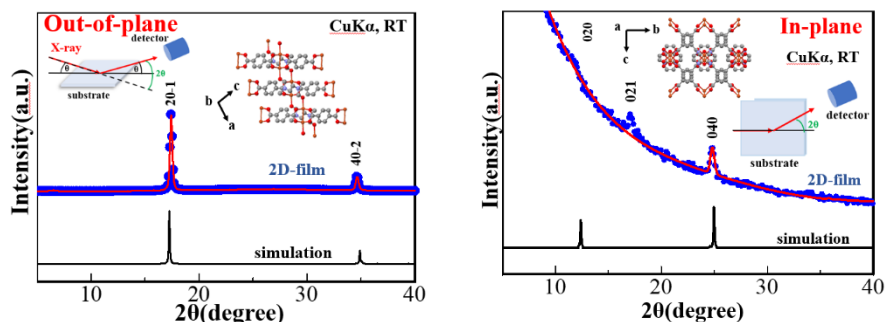 Out-of-plane
CuKα, RT
X-ray
detector
θ
θ
2θ
substrate
20-1
c
b
a
40-2
2D-film
simulation
Intensity(a.u.)
10
20
30
40
2θ(degree)
In-plane
CuKα, RT
020
a
b
c
021
detector
2θ
substrate
040
2D-film
simulation
Intensity(a.u.)
10
20
30
40
2θ(degree)